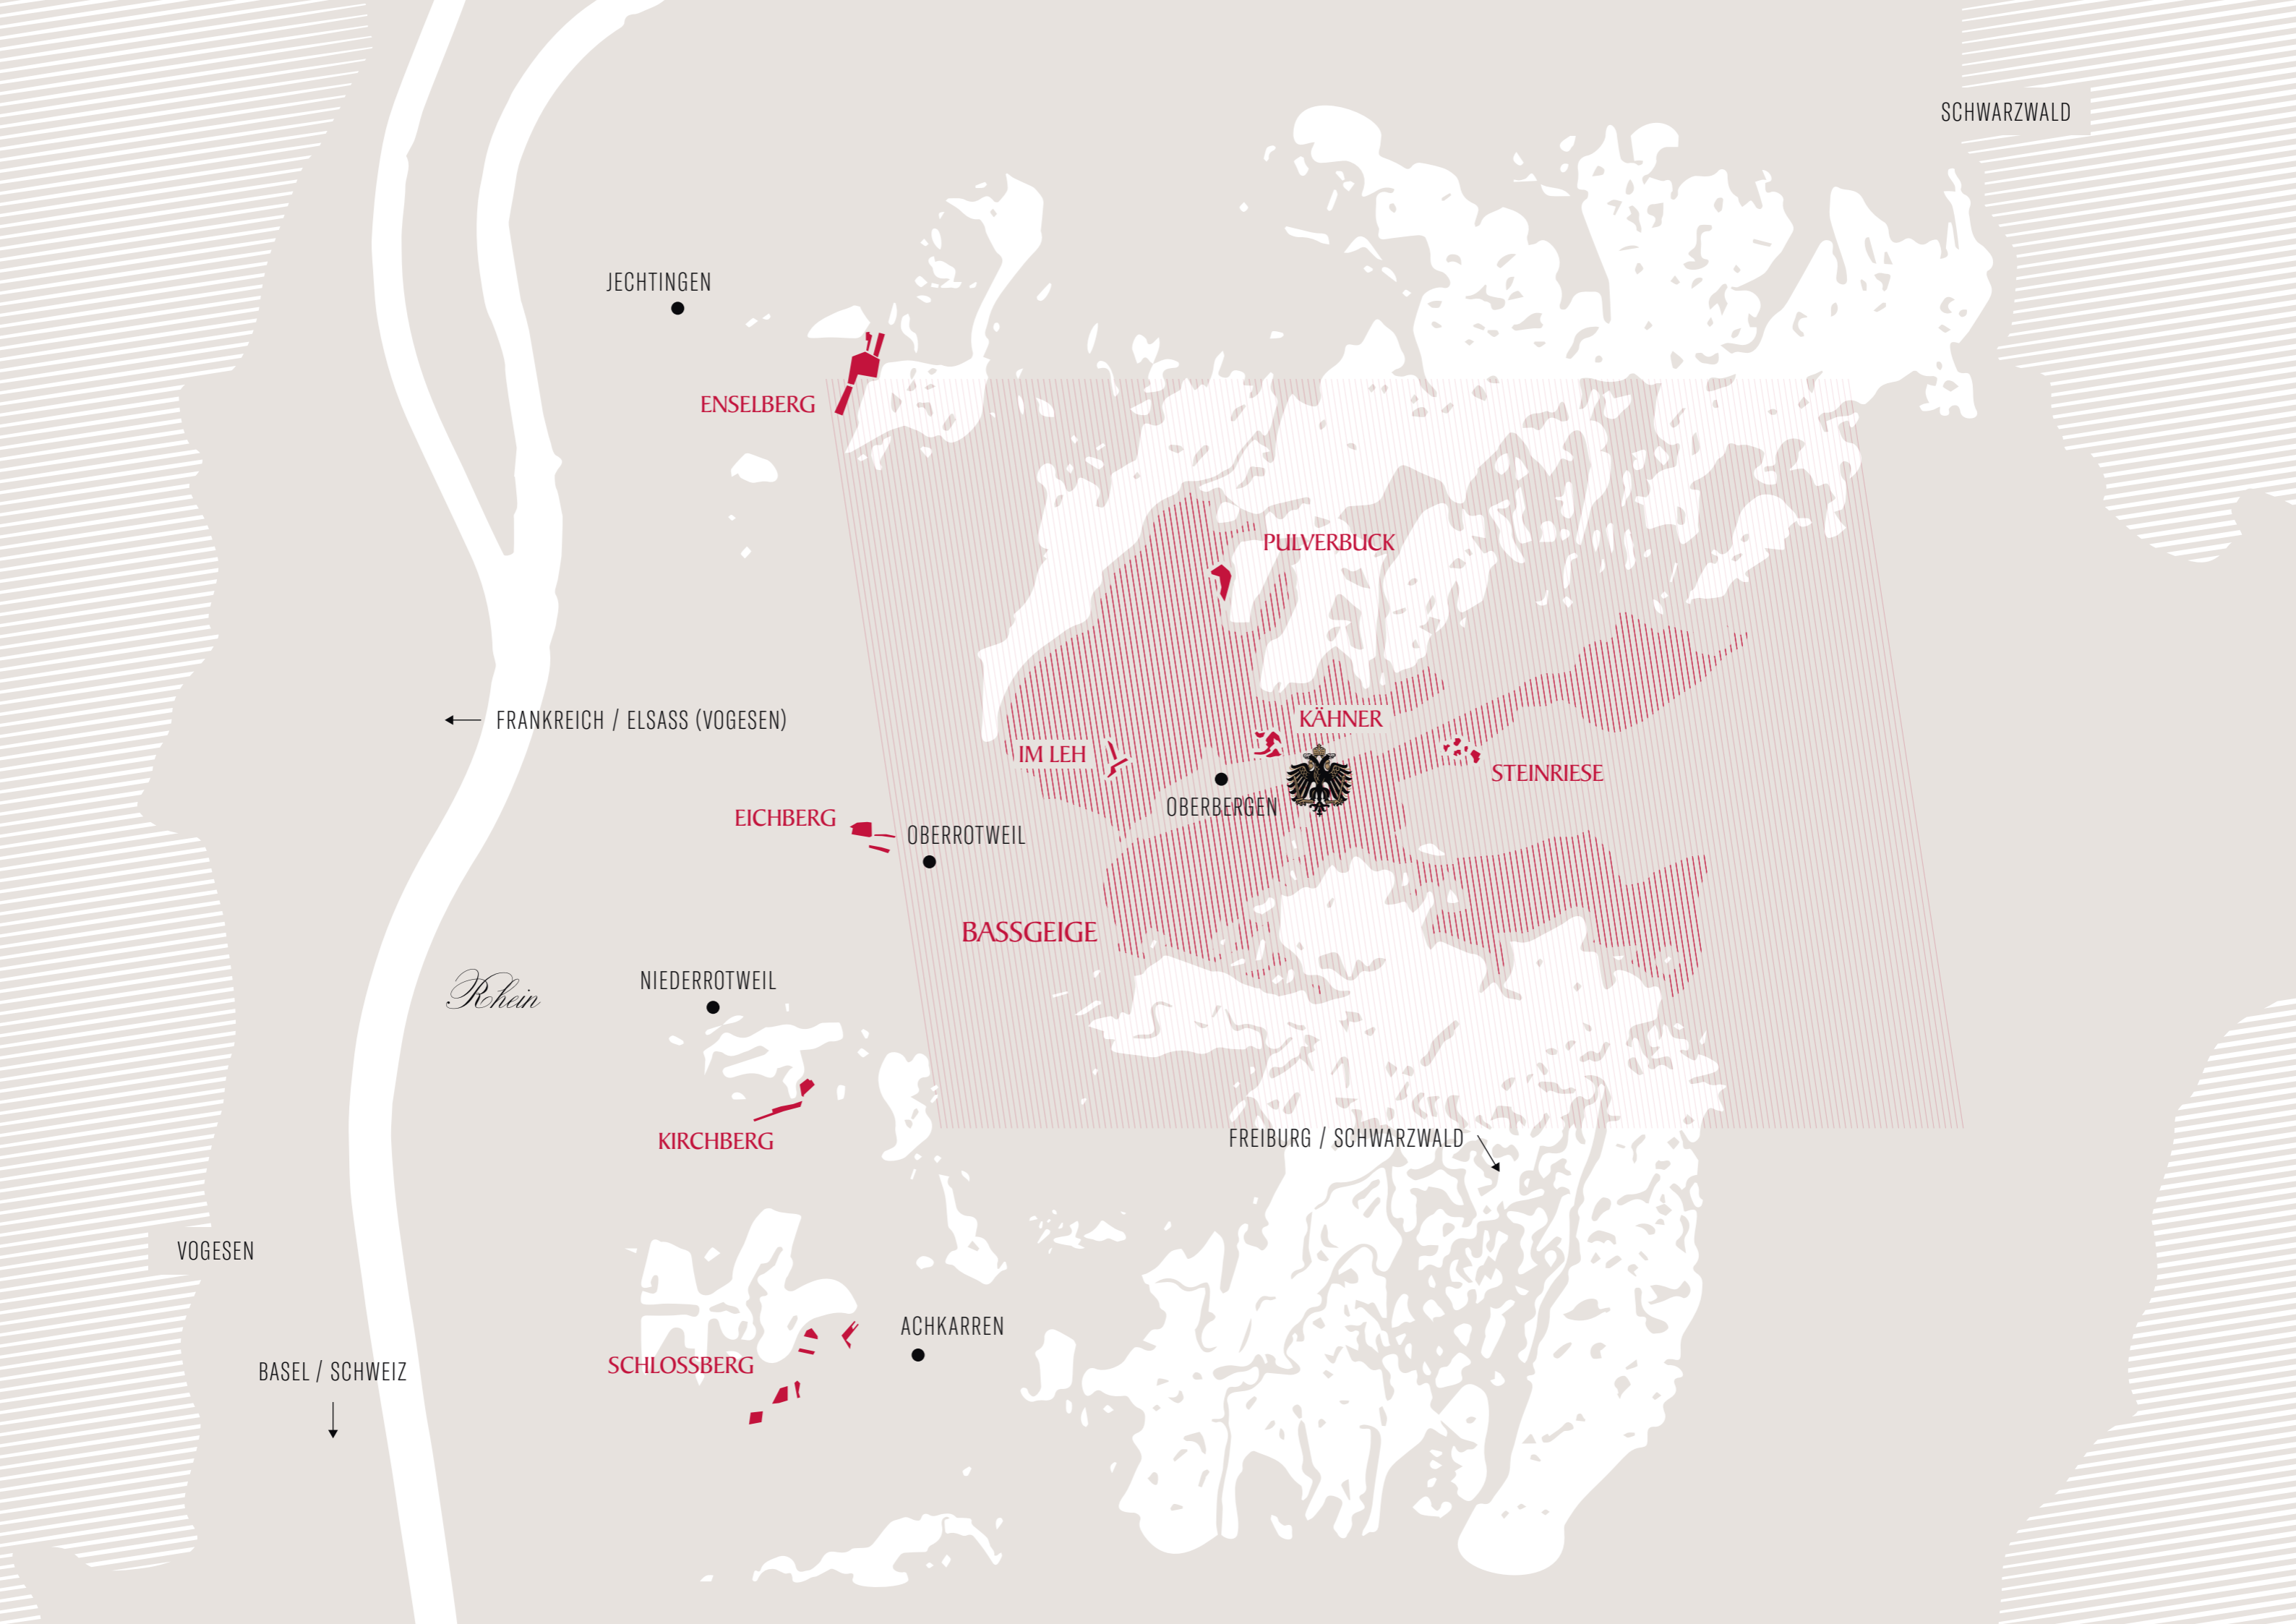 SCHWARZWALD
JECHTINGEN
ENSELBERG
PULVERBUCK
FRANKREICH / ELSASS (VOGESEN)
KÄHNER
IM LEH
STEINRIESE
OBERBERGEN
EICHBERG
OBERROTWEIL
BASSGEIGE
NIEDERROTWEIL
Rhein
KIRCHBERG
FREIBURG / SCHWARZWALD
VOGESEN
ACHKARREN
SCHLOSSBERG
BASEL / SCHWEIZ